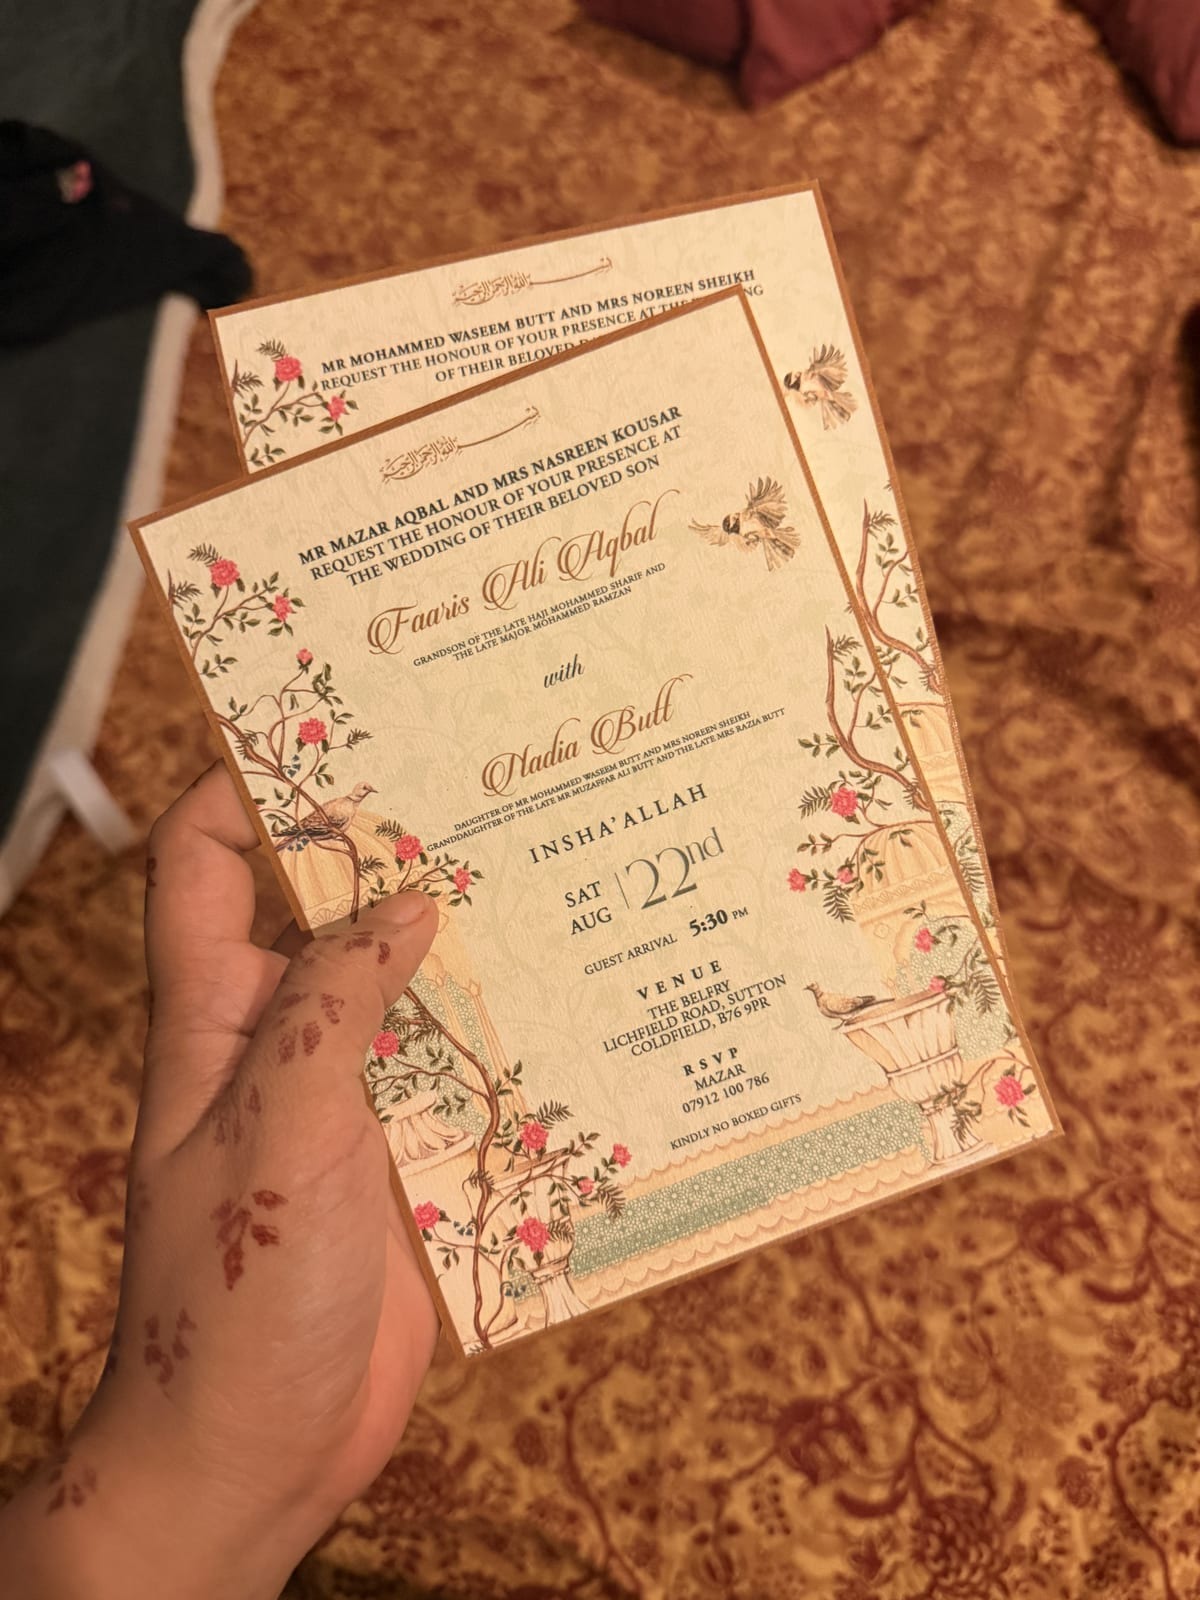 بسم الله الرحمن الرحيم
MR MOHAMMED WASEEM BUTT AND MRS NOREEN SHEIKH
REQUEST THE HONOUR OF YOUR PRESENCE AT THE
OF THEIR BELOVED
بسم الله الرحمن الرحيم
MR MAZAR AQBAL AND MRS NASREEN KOUSAR
REQUEST THE HONOUR OF YOUR PRESENCE AT
THE WEDDING OF THEIR BELOVED SON
Faaris Ali Aqbal
GRANDSON OF THE LATE HAJI MOHAMMED SHARIF AND
THE LATE MAJOR MOHAMMED RAMZAN
with
Nadia Butt
DAUGHTER OF MR MOHAMMED WASEEM BUTT AND MRS NOREEN SHEIKH
GRANDDAUGHTER OF THE LATE MR MUZAFFAR ALI BUTT AND THE LATE MRS RAZIA BUTT
INSHA'ALLAH
SAT
AUG
22nd
GUEST ARRIVAL 5:30 PM
VENUE
THE BELFRY
LICHFIELD ROAD, SUTTON
COLDFIELD, B76 9PR
RSVP
MAZAR
07912 100 786
KINDLY NO BOXED GIFTS